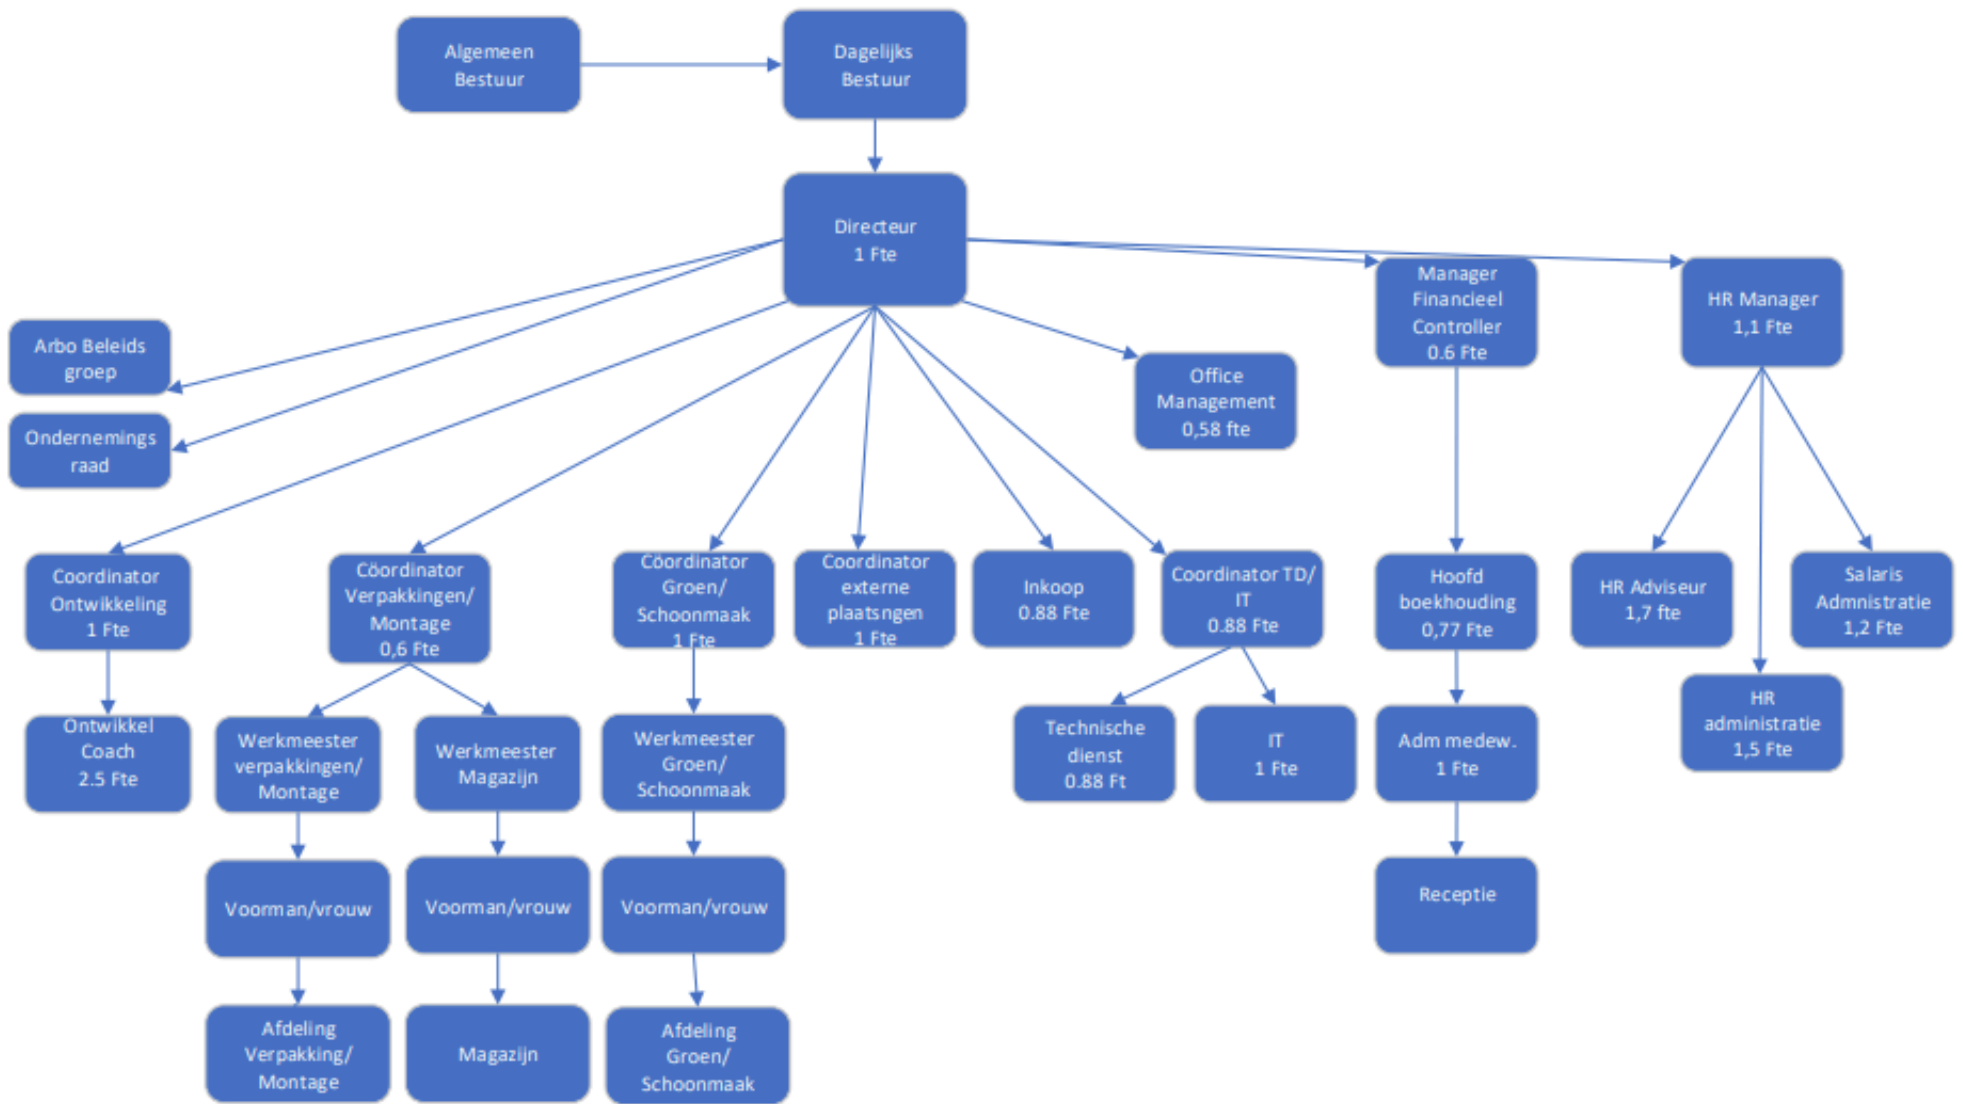 Algemeen
Bestuur
Dagelijks
Bestuur
Directeur
1 Fte
Manager
Financieel
Controller
0.6 Fte
HR Manager
1,1 Fte
Arbo Beleids
groep
Office
Management
0,58 fte
Ondernemings
raad
Coordinator
Ontwikkeling
1 Fte
Cöordinator
Verpakkingen/
Montage
0,6 Fte
Cöordinator
Groen/
Schoonmaak
1 Fte
Coordinator
externe
plaatsngen
1 Fte
Inkoop
0.88 Fte
Coordinator TD/
IT
0.88 Fte
Hoofd
boekhouding
0,77 Fte
HR Adviseur
1,7 fte
Salaris
Admnistratie
1,2 Fte
Ontwikkel
Coach
2.5 Fte
Werkmeester
verpakkingen/
Montage
Werkmeester
Magazijn
Werkmeester
Groen/
Schoonmaak
Technische
dienst
0.88 Ft
IT
1 Fte
Adm medew.
1 Fte
HR
administratie
1,5 Fte
Voorman/vrouw
Voorman/vrouw
Voorman/vrouw
Receptie
Afdeling
Verpakking/
Montage
Magazijn
Afdeling
Groen/
Schoonmaak